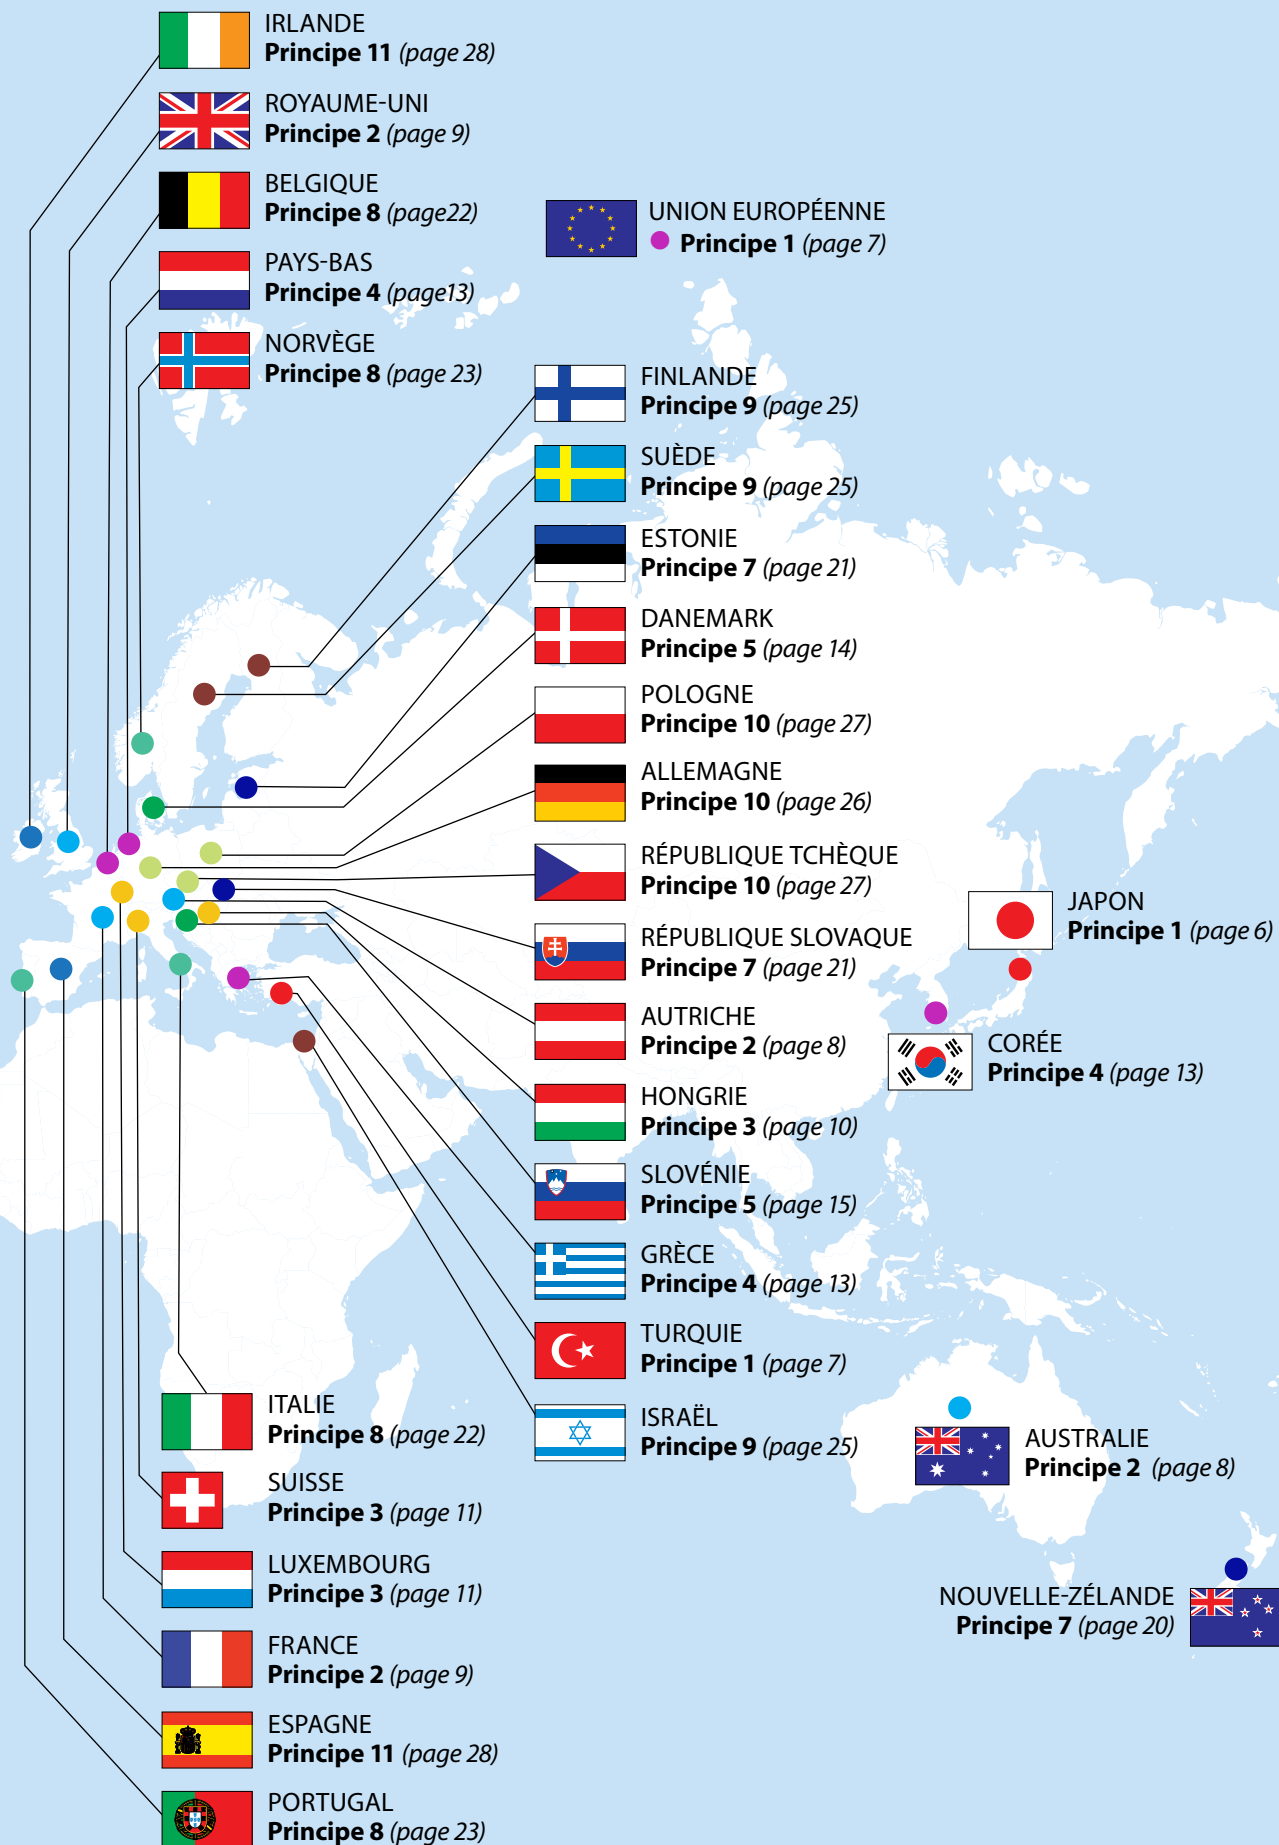 IRLANDE
Principe 11 (page 28)
ROYAUME-UNI
Principe 2 (page 9)
BELGIQUE
Principe 8 (page22)
PAYS-BAS
Principe 4 (page13)
NORVÈGE
Principe 8 (page 23)
UNION EUROPÉENNE
Principe 1 (page 7)
FINLANDE
Principe 9 (page 25)
SUÈDE
Principe 9 (page 25)
ESTONIE
Principe 7 (page 21)
DANEMARK
Principe 5 (page 14)
POLOGNE
Principe 10 (page 27)
ALLEMAGNE
Principe 10 (page 26)
RÉPUBLIQUE TCHÈQUE
Principe 10 (page 27)
RÉPUBLIQUE SLOVAQUE
Principe 7 (page 21)
AUTRICHE
Principe 2 (page 8)
HONGRIE
Principe 3 (page 10)
SLOVÉNIE
Principe 5 (page 15)
GRÈCE
Principe 4 (page 13)
TURQUIE
Principe 1 (page 7)
ISRAËL
Principe 9 (page 25)
JAPON
Principe 1 (page 6)
CORÉE
Principe 4 (page 13)
AUSTRALIE
Principe 2 (page 8)
NOUVELLE-ZÉLANDE
Principe 7 (page 20)
ITALIE
Principe 8 (page 22)
SUISSE
Principe 3 (page 11)
LUXEMBOURG
Principe 3 (page 11)
FRANCE
Principe 2 (page 9)
ESPAGNE
Principe 11 (page 28)
PORTUGAL
Principe 8 (page 23)